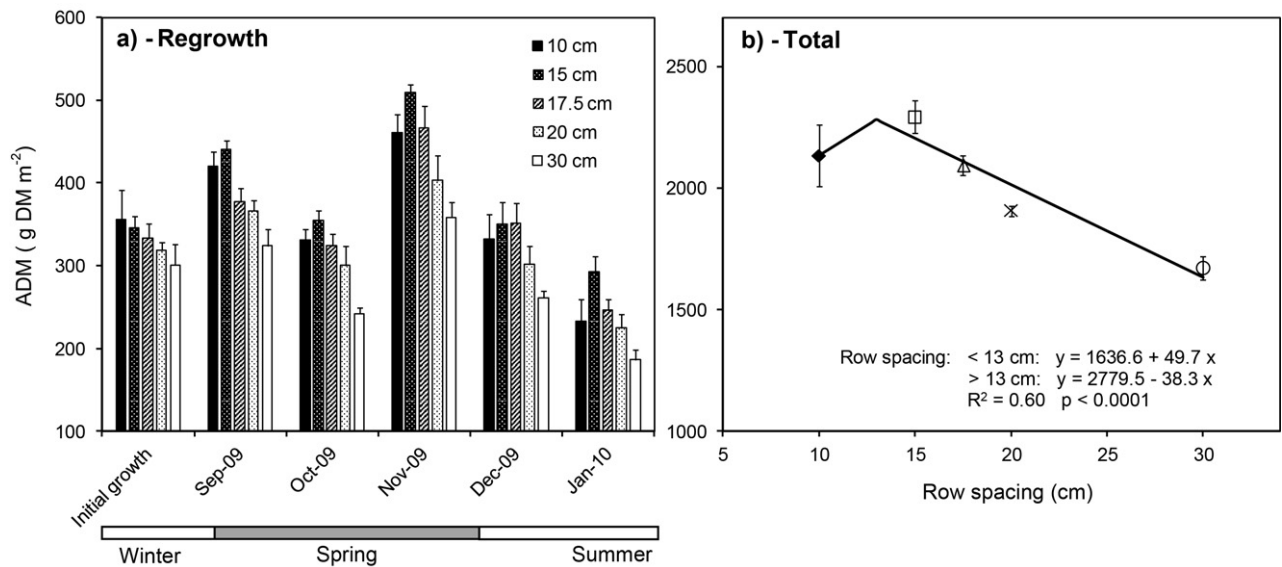 a) - Regrowth
600
500
400
300
200
100
ADM ( g DM m-2)
10 cm
15 cm
17.5 cm
20 cm
30 cm
Initial growth
Sep-09
Oct-09
Nov-09
Dec-09
Jan-10
Winter
Spring
Summer
b) - Total
2500
2000
1500
1000
5
10
15
20
25
30
Row spacing (cm)
Row spacing: < 13 cm: y = 1636.6 + 49.7 x
> 13 cm: y = 2779.5 - 38.3 x
R2 = 0.60 p < 0.0001